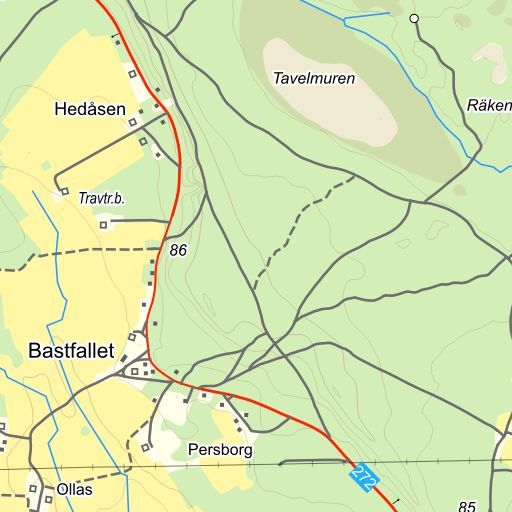 Tavelmuren
Hedåsen
Räken
Travtr.b.
86
Bastfallet
Persborg
272
Ollas
85